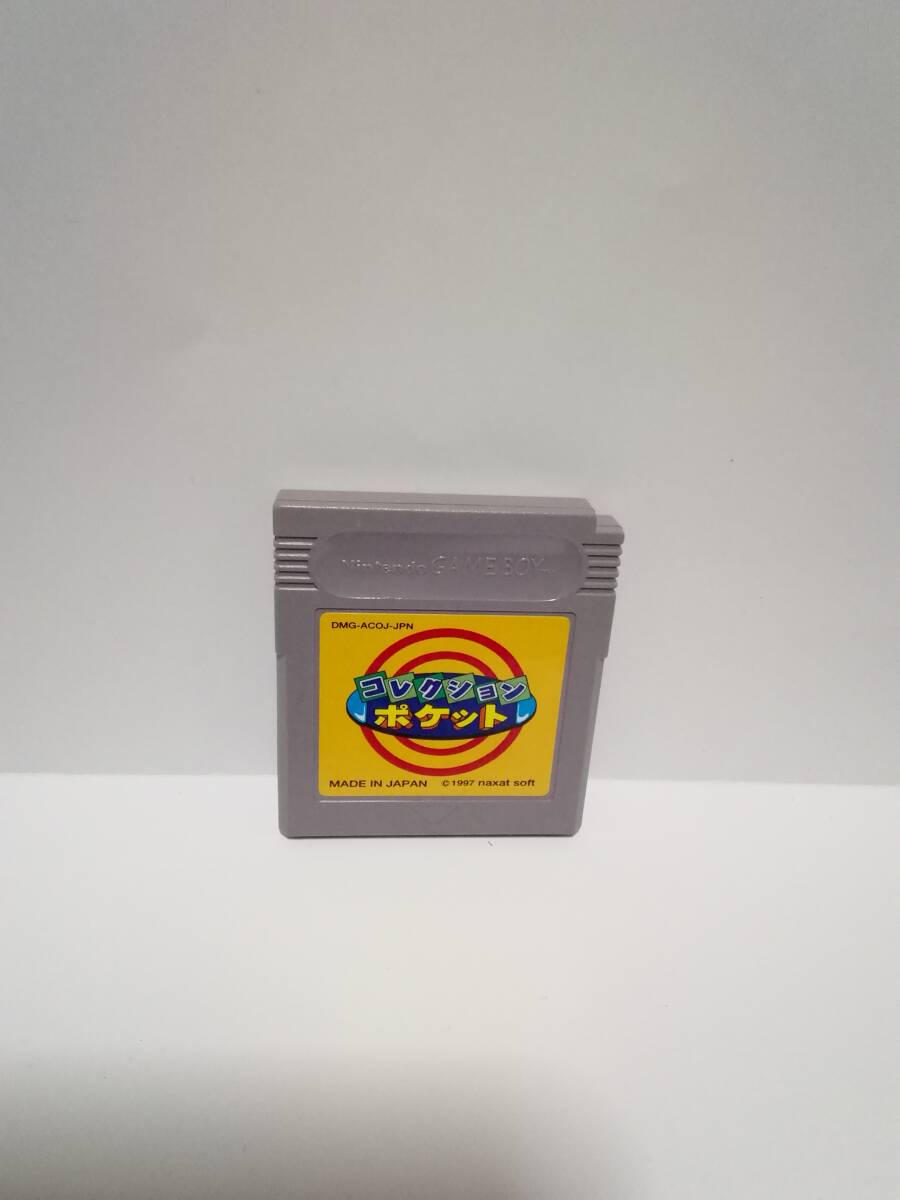 Nintendo GAME BOY TM
DMG-ACOJ-JPN
コレクション
ポケット
MADE IN JAPAN ©1997 naxat soft